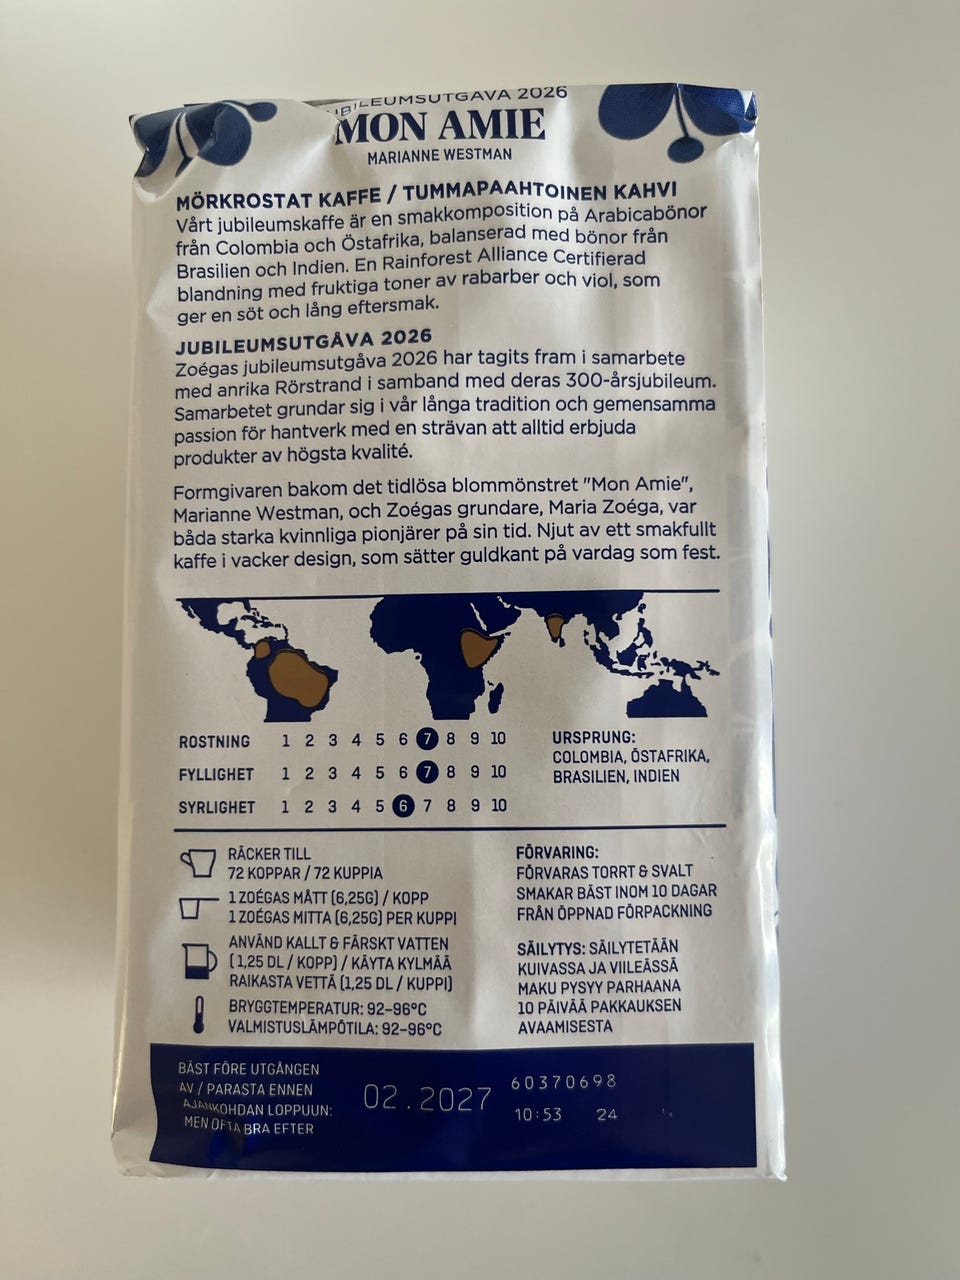 JUBILEUMSUTGÅVA 2026
MON AMIE
MARIANNE WESTMAN
MÖRKROSTAT KAFFE / TUMMAPAAHTOINEN KAHVI
Vårt jubileumskaffe är en smakkomposition på Arabicabönor
från Colombia och Östafrika, balanserad med bönor från
Brasilien och Indien. En Rainforest Alliance Certifierad
blandning med fruktiga toner av rabarber och viol, som
ger en söt och lång eftersmak.
JUBILEUMSUTGÅVA 2026
Zoégas jubileumsutgåva 2026 har tagits fram i samarbete
med anrika Rörstrand i samband med deras 300-årsjubileum.
Samarbetet grundar sig i vår långa tradition och gemensamma
passion för hantverk med en strävan att alltid erbjuda
produkter av högsta kvalité.
Formgivaren bakom det tidlösa blommönstret "Mon Amie",
Marianne Westman, och Zoégas grundare, Maria Zoéga, var
båda starka kvinnliga pionjärer på sin tid. Njut av ett smakfullt
kaffe i vacker design, som sätter guldkant på vardag som fest.
ROSTNING 1 2 3 4 5 6 7 8 9 10
FYLLIGHET 1 2 3 4 5 6 7 8 9 10
SYRLIGHET 1 2 3 4 5 6 7 8 9 10
URSPRUNG:
COLOMBIA, ÖSTAFRIKA,
BRASILIEN, INDIEN
RÄCKER TILL
72 KOPPAR / 72 KUPPIA
1 ZOÉGAS MÅTT (6,25G) / KOPP
1 ZOÉGAS MITTA (6,25G) PER KUPPI
ANVÄND KALLT & FÄRSKT VATTEN
(1,25 DL / KOPP) / KÄYTA KYLMÄÄ
RAIKASTA VETTÄ (1,25 DL / KUPPI)
BRYGGTEMPERATUR: 92-96°C
VALMISTUSLÄMPÖTILA: 92-96°C
FÖRVARING:
FÖRVARAS TORRT & SVALT
SMAKAR BÄST INOM 10 DAGAR
FRÅN ÖPPNAD FÖRPACKNING
SÄILYTYS: SÄILYTETÄÄN
KUIVASSA JA VIILEÄSSÄ
MAKU PYSYY PARHAANA
10 PÄIVÄÄ PAKKAUKSEN
AVAAMISESTA
BÄST FÖRE UTGÅNGEN
AV / PARASTA ENNEN
AJANKOHDAN LOPPUUN:
MEN OFTA BRA EFTER
02.2027
60370698
10:53 24